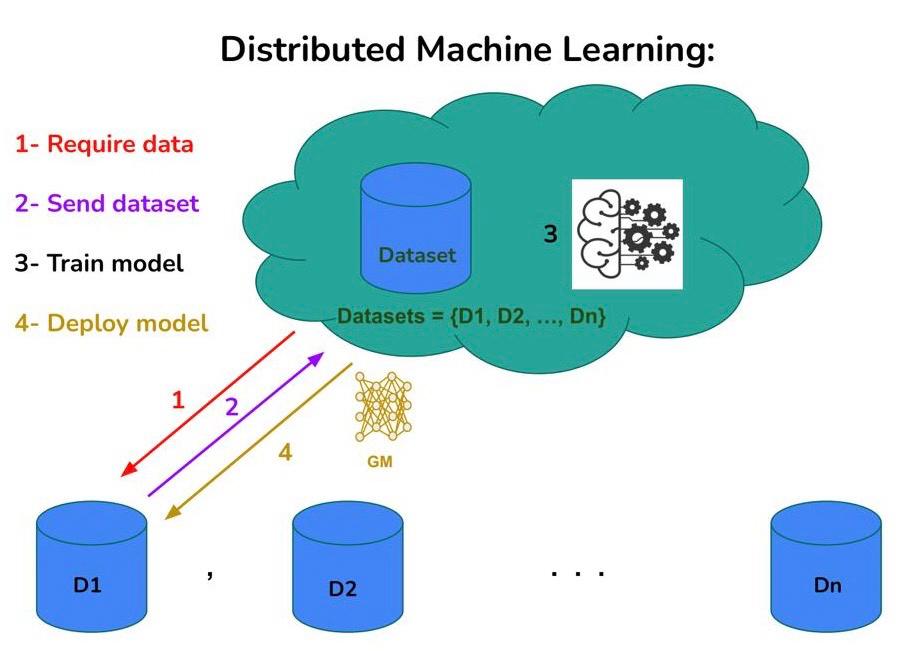 Distributed Machine Learning:
1- Require data
2- Send dataset
3- Train model
4- Deploy model
Dataset
3
Datasets = {D1, D2, ..., Dn}
1
2
4
GM
D1
,
D2
. . .
Dn